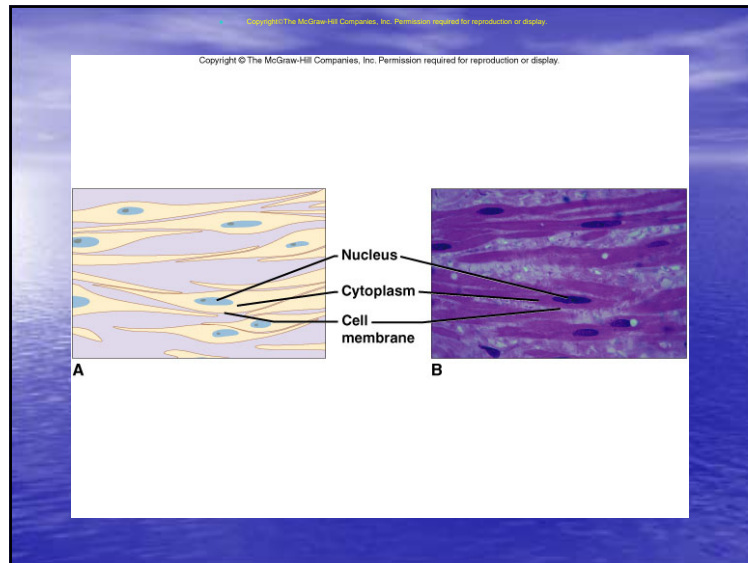 Copyright©The McGraw-Hill Companies, Inc. Permission required for reproduction or display.
Copyright © The McGraw-Hill Companies, Inc. Permission required for reproduction or display.
Nucleus
Cytoplasm
Cell
membrane
A
B